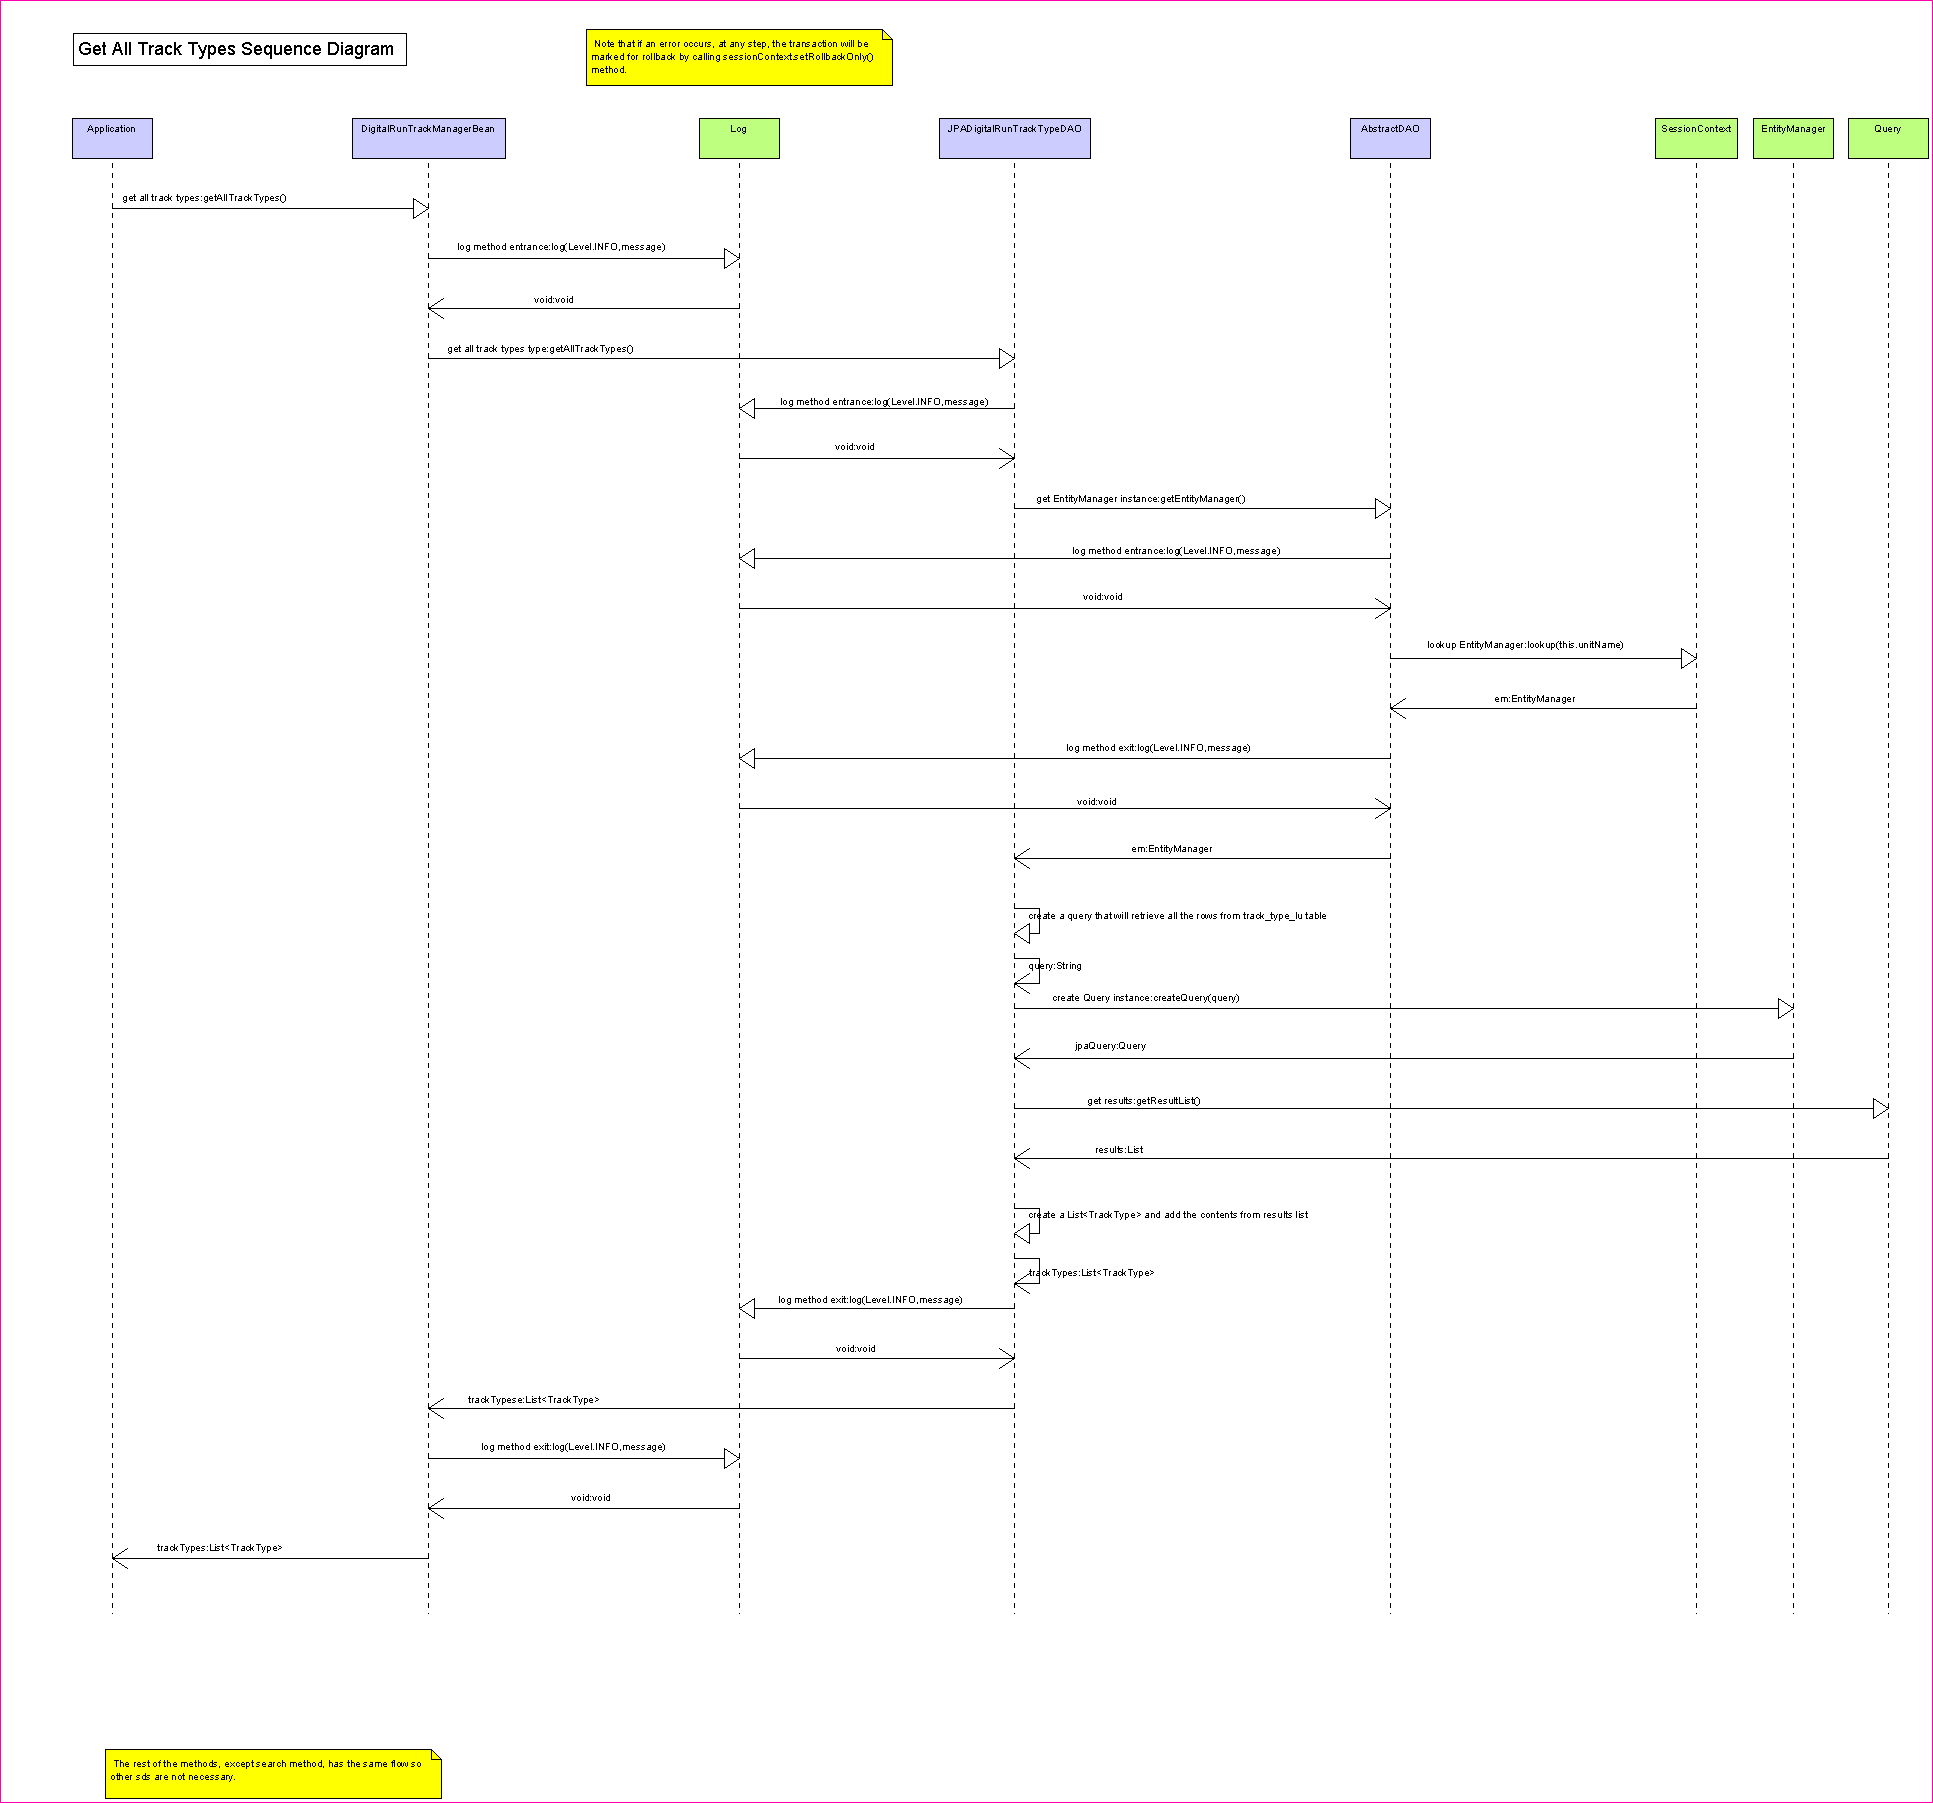 Get All Track Types Sequence Diagram
Note that if an error occurs, at any step, the transaction will be
marked for rollback by calling sessionContext.setRollbackOnly()
method.
Application
DigitalRunTrackManagerBean
Log
JPADigitalRunTrackTypeDAO
AbstractDAO
SessionContext
EntityManager
Query
get all track types:getAllTrackTypes()
log method entrance:log(Level.INFO,message)
void:void
get all track types type:getAllTrackTypes()
log method entrance:log(Level.INFO,message)
void:void
get EntityManager instance:getEntityManager()
log method entrance:log(Level.INFO,message)
void:void
lookup EntityManager:lookup(this.unitName)
em:EntityManager
log method exit:log(Level.INFO,message)
void:void
em:EntityManager
create a query that will retrieve all the rows from track_type_lu table
query:String
create Query instance:createQuery(query)
jpaQuery:Query
get results:getResultList()
results:List
create a List<TrackType> and add the contents from results list
trackTypes:List<TrackType>
log method exit:log(Level.INFO,message)
void:void
trackTypese:List<TrackType>
log method exit:log(Level.INFO,message)
void:void
trackTypes:List<TrackType>
The rest of the methods, except search method, has the same flow so
other sds are not necessary.